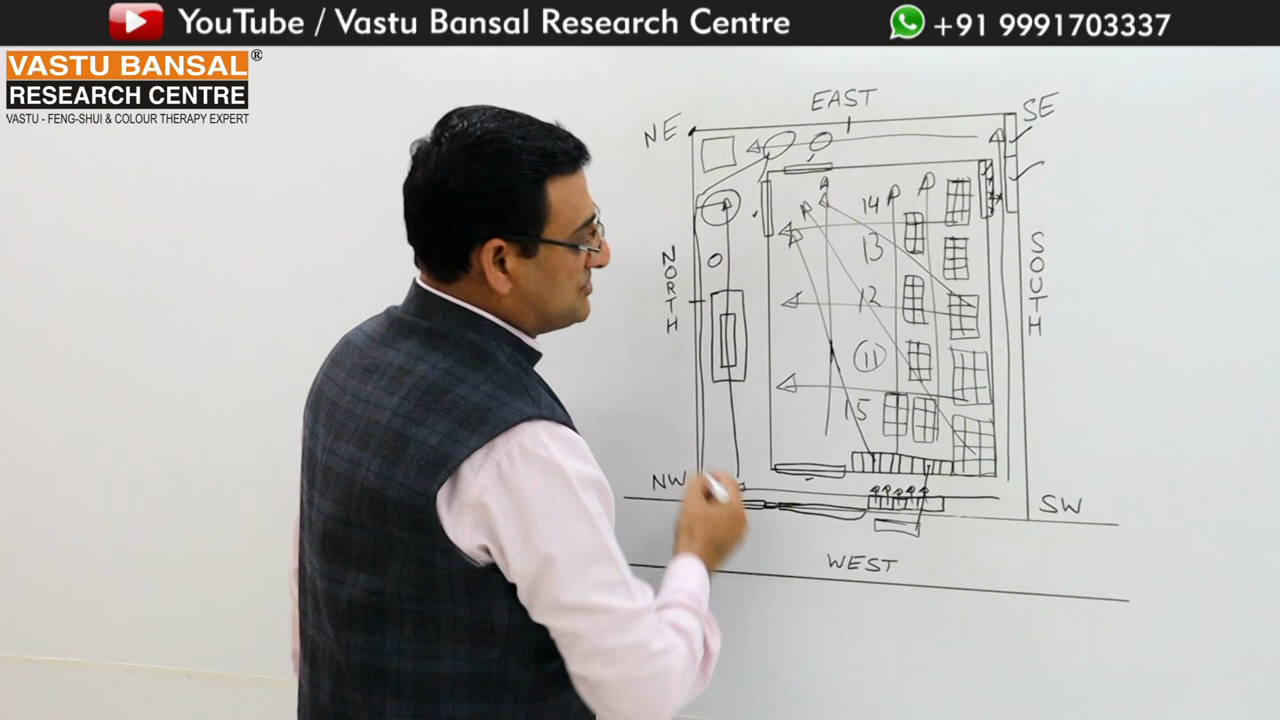 YouTube / Vastu Bansal Research Centre
+91 9991703337
VASTU BANSAL®
RESEARCH CENTRE
VASTU - FENG-SHUI & COLOUR THERAPY EXPERT
EAST
NE
SE
NORTH
SOUTH
14
13
12
11
15
NW
SW
WEST